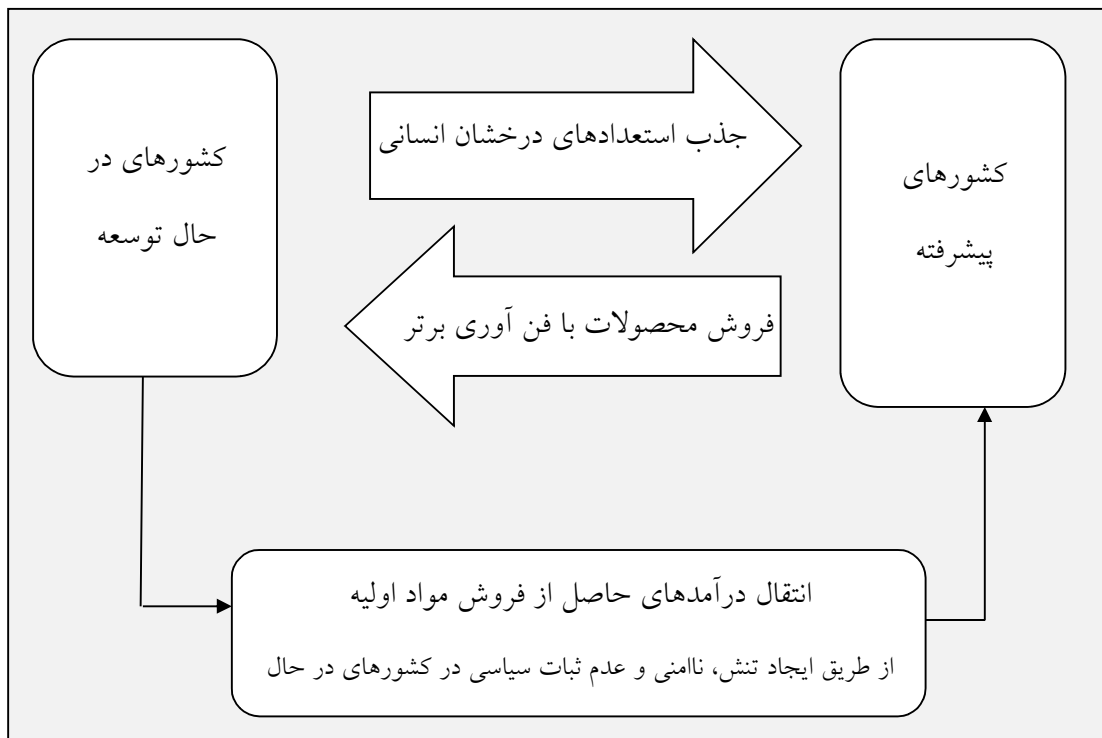 کشورهای در
حال توسعه
جذب استعدادهای درخشان انسانی
کشورهای
پیشرفته
فروش محصولات با فن آوری برتر
انتقال درآمدهای حاصل از فروش مواد اولیه
از طریق ایجاد تنش، ناامنی و عدم ثبات سیاسی در کشورهای در حال